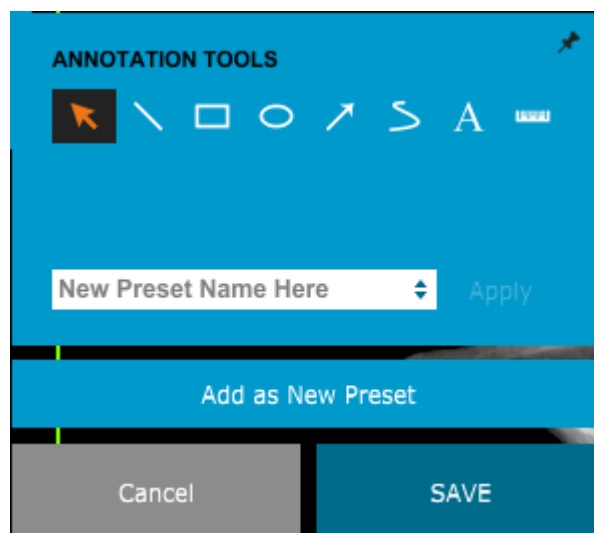 ANNOTATION TOOLS
A
New Preset Name Here
Apply
Add as New Preset
Cancel
SAVE